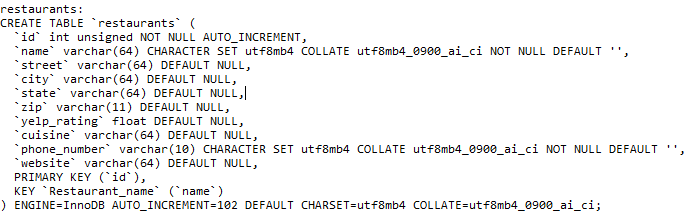 restaurants:
CREATE TABLE `restaurants` (
  `id` int unsigned NOT NULL AUTO_INCREMENT,
  `name` varchar(64) CHARACTER SET utf8mb4 COLLATE utf8mb4_0900_ai_ci NOT NULL DEFAULT '',
  `street` varchar(64) DEFAULT NULL,
  `city` varchar(64) DEFAULT NULL,
  `state` varchar(64) DEFAULT NULL,
  `zip` varchar(11) DEFAULT NULL,
  `yelp_rating` float DEFAULT NULL,
  `cuisine` varchar(64) DEFAULT NULL,
  `phone_number` varchar(10) CHARACTER SET utf8mb4 COLLATE utf8mb4_0900_ai_ci NOT NULL DEFAULT '',
  `website` varchar(64) DEFAULT NULL,
  PRIMARY KEY (`id`),
  KEY `Restaurant_name` (`name`)
) ENGINE=InnoDB AUTO_INCREMENT=102 DEFAULT CHARSET=utf8mb4 COLLATE=utf8mb4_0900_ai_ci;